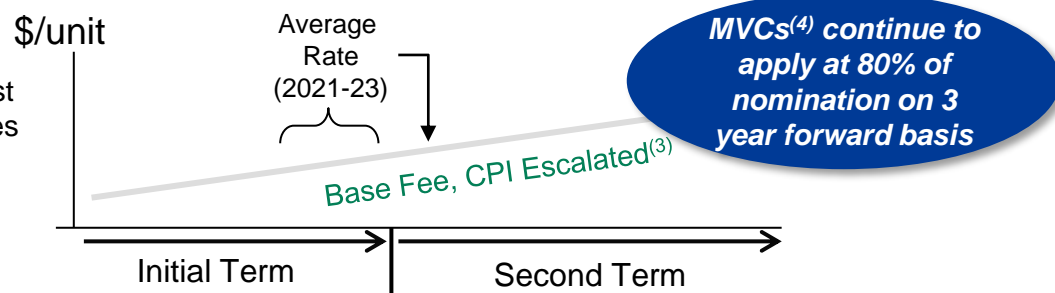 $/unit
Average
Rate
(2021-23)
MVCs(4) continue to
apply at 80% of
nomination on 3
year forward basis
Base Fee, CPI Escalated(3)
Initial Term
Second Term